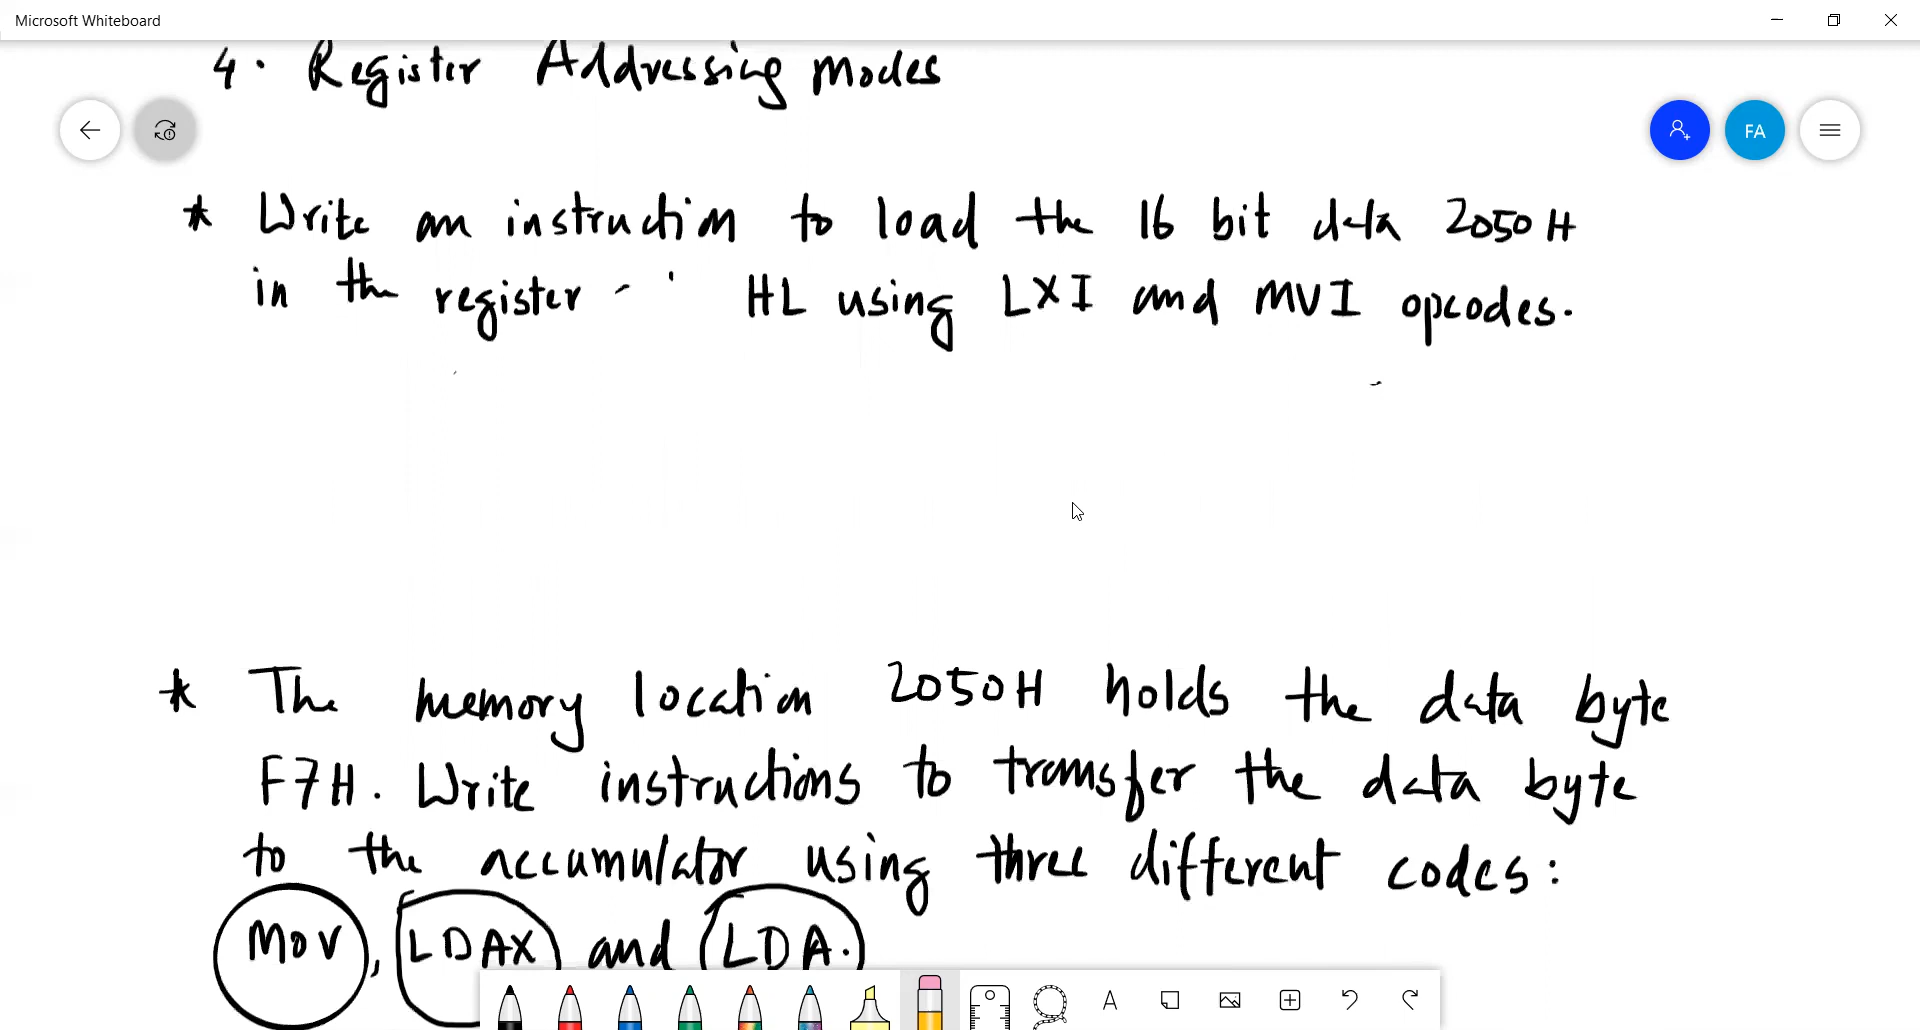 Microsoft Whiteboard
4. Register Addressing Modes
FA
* Write an instruction to load the 16 bit data 2050 H
in the register HL using LXI and MVI opcodes.
* The memory location 2050H holds the data byte
F7H. Write instructions to transfer the data byte
to the accumulator using three different codes:
MOV, LDAX and LDA.
A